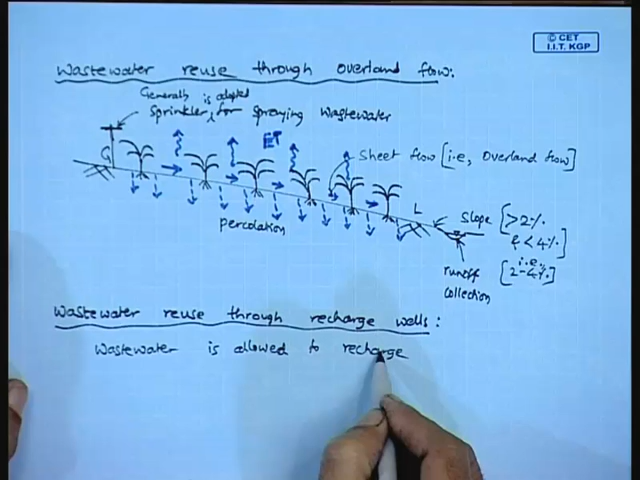 © CET
I.I.T. KGP
Wastewater reuse through overland flow:
Generally is adopted
Sprinkler, for spraying wastewater
ET
G
Sheet flow [i.e, Overland flow]
L
Slope [>2%.
& <4%.]
i.e.
[2-4%.]
Percolation
runoff
collection
Wastewater reuse through recharge wells:
Wastewater is allowed to recharge